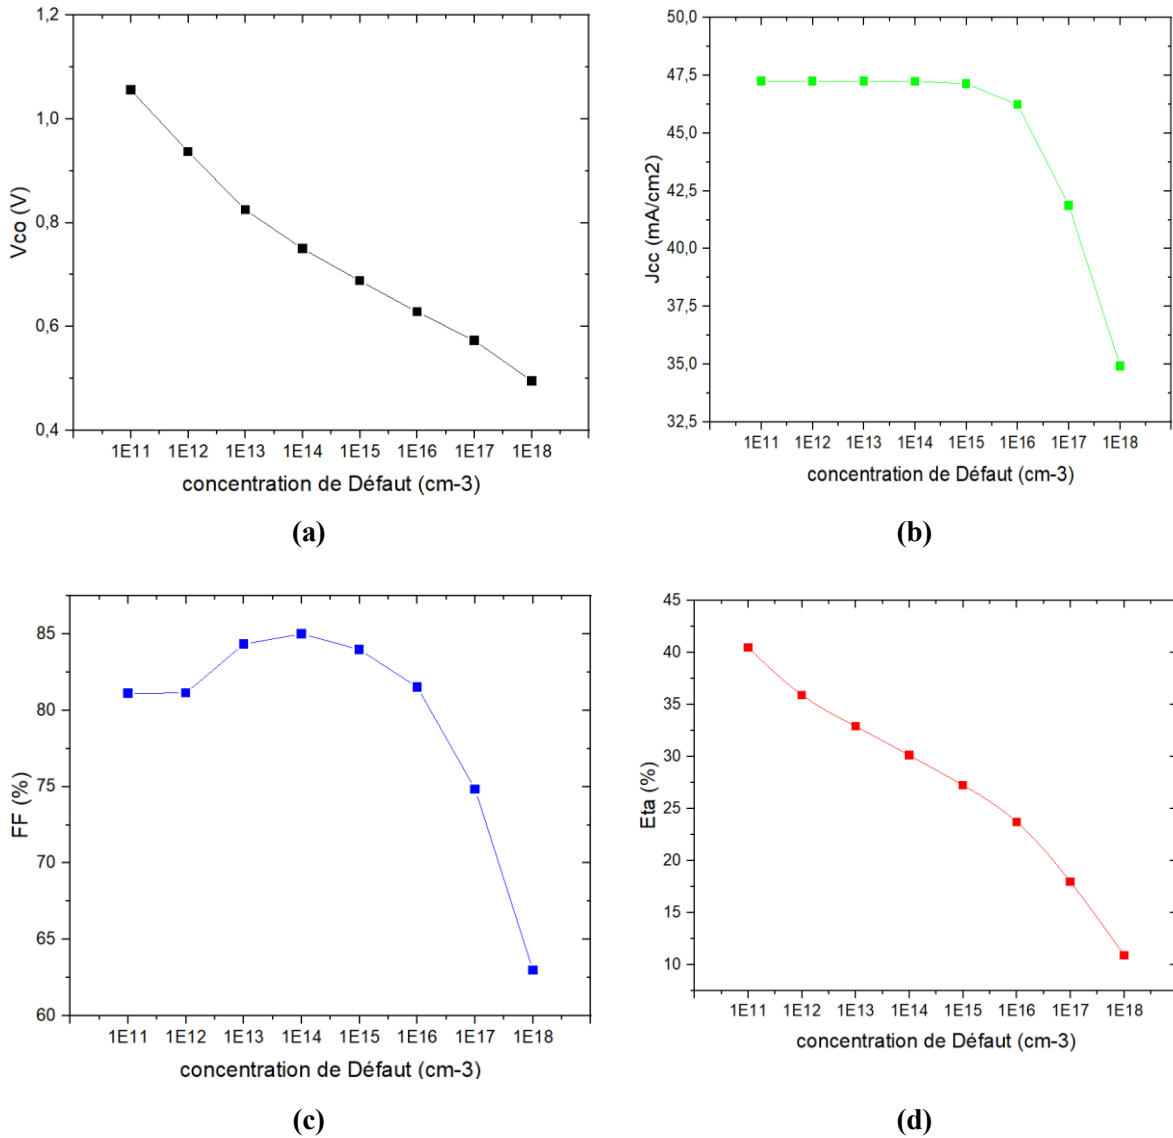 1,2
1,0
0,8
0,6
0,4
Vco (V)
1E11 1E12 1E13 1E14 1E15 1E16 1E17 1E18
concentration de Défaut (cm-3)
(a)
50,0
47,5
45,0
42,5
40,0
37,5
35,0
32,5
Jcc (mA/cm2)
1E11 1E12 1E13 1E14 1E15 1E16 1E17 1E18
concentration de Défaut (cm-3)
(b)
85
80
75
70
65
60
FF (%)
1E11 1E12 1E13 1E14 1E15 1E16 1E17 1E18
concentration de Défaut (cm-3)
(c)
45
40
35
30
25
20
15
10
Eta (%)
1E11 1E12 1E13 1E14 1E15 1E16 1E17 1E18
concentration de Défaut (cm-3)
(d)